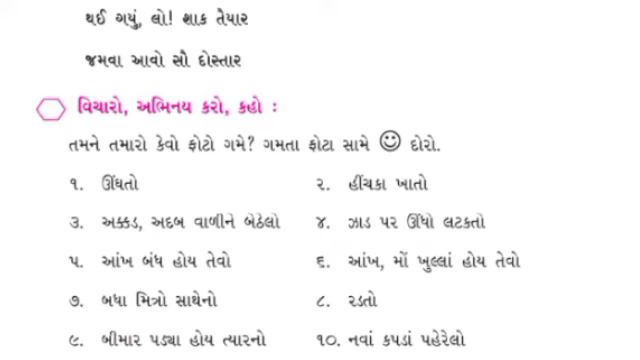 થઈ ગયું, લો! શાક તૈયાર
જમવા આવો સૌ દોસ્તાર
વિચારો, અભિનય કરો, કહો :
તમને તમારો કેવો ફોટો ગમે? ગમતા ફોટા સામે ☺ દોરો.
૧. ઊંઘતો ૨. હીંચકા ખાતો
૩. અક્કડ, અદબ વાળીને બેઠેલો ૪. ઝાડ પર ઊંધો લટકતો
૫. આંખ બંધ હોય તેવો ૬. આંખ, મોં ખુલ્લાં હોય તેવો
૭. બધા મિત્રો સાથેનો ૮. રડતો
૯. બીમાર પડ્યા હોય ત્યારનો ૧૦. નવાં કપડાં પહેરેલો